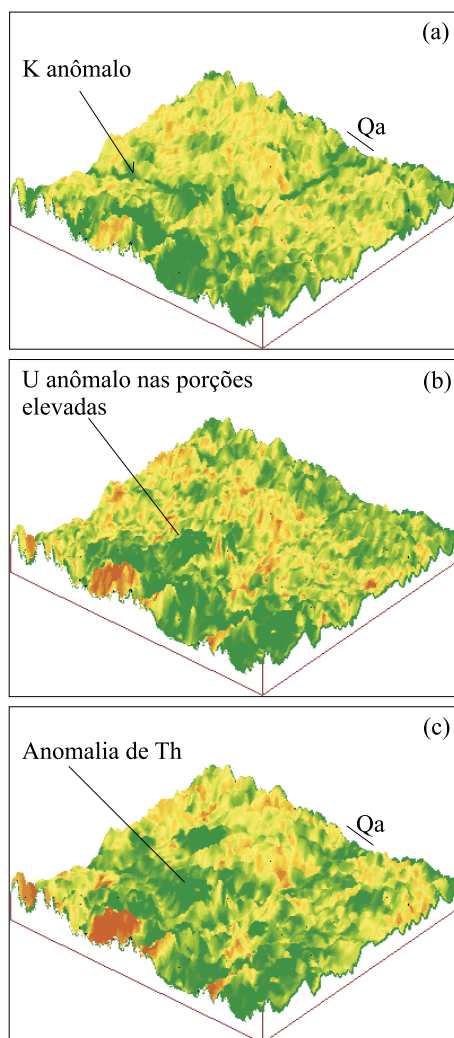 (a)
K anômalo
Qa
(b)
U anômalo nas porções
elevadas
(c)
Anomalia de Th
Qa